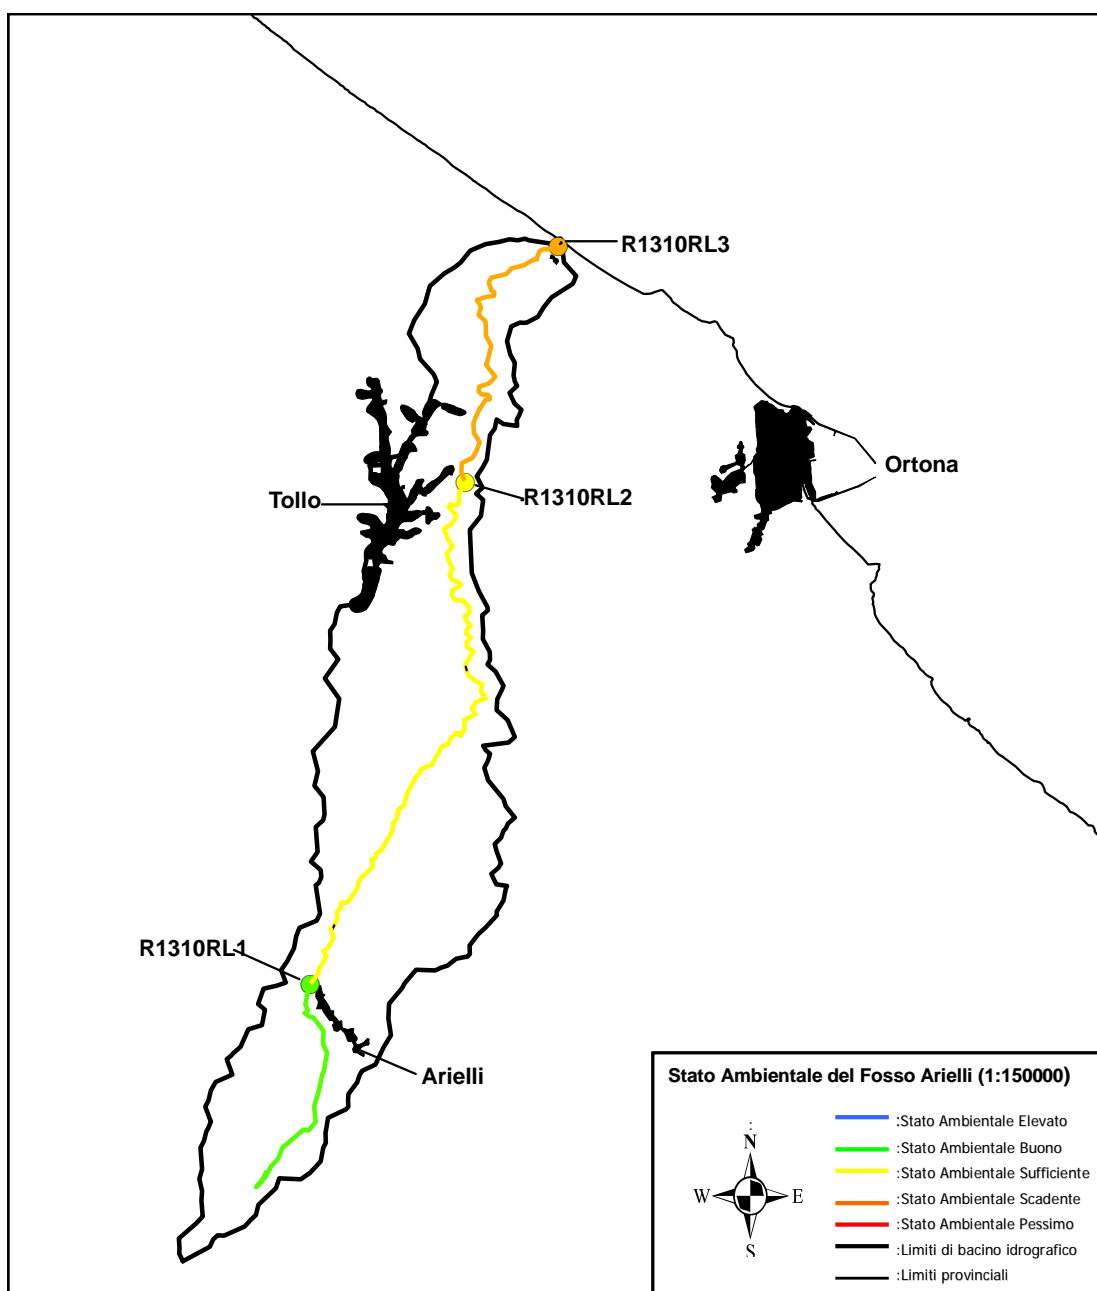 R1310RL3
Ortona
Tollo
R1310RL2
R1310RL1
Arielli
Stato Ambientale del Fosso Arielli (1:150000)
:
N
W
E
S
:Stato Ambientale Elevato
:Stato Ambientale Buono
:Stato Ambientale Sufficiente
:Stato Ambientale Scadente
:Stato Ambientale Pessimo
:Limiti di bacino idrografico
:Limiti provinciali